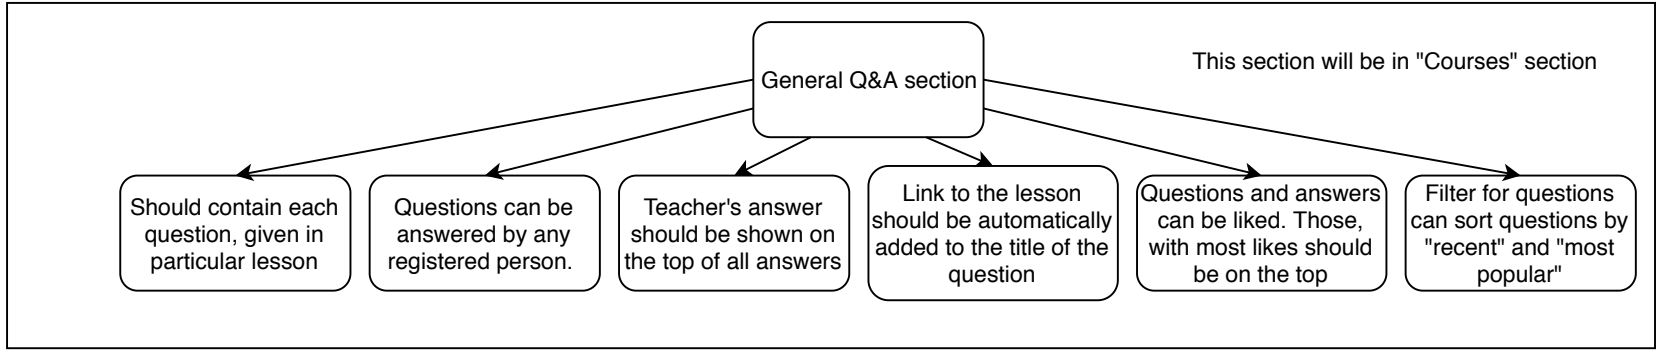 General Q&A section
This section will be in "Courses" section
Should contain each
question, given in
particular lesson
Questions can be
answered by any
registered person.
Teacher's answer
should be shown on
the top of all answers
Link to the lesson
should be automatically
added to the title of the
question
Questions and answers
can be liked. Those,
with most likes should
be on the top
Filter for questions
can sort questions by
"recent" and "most
popular"